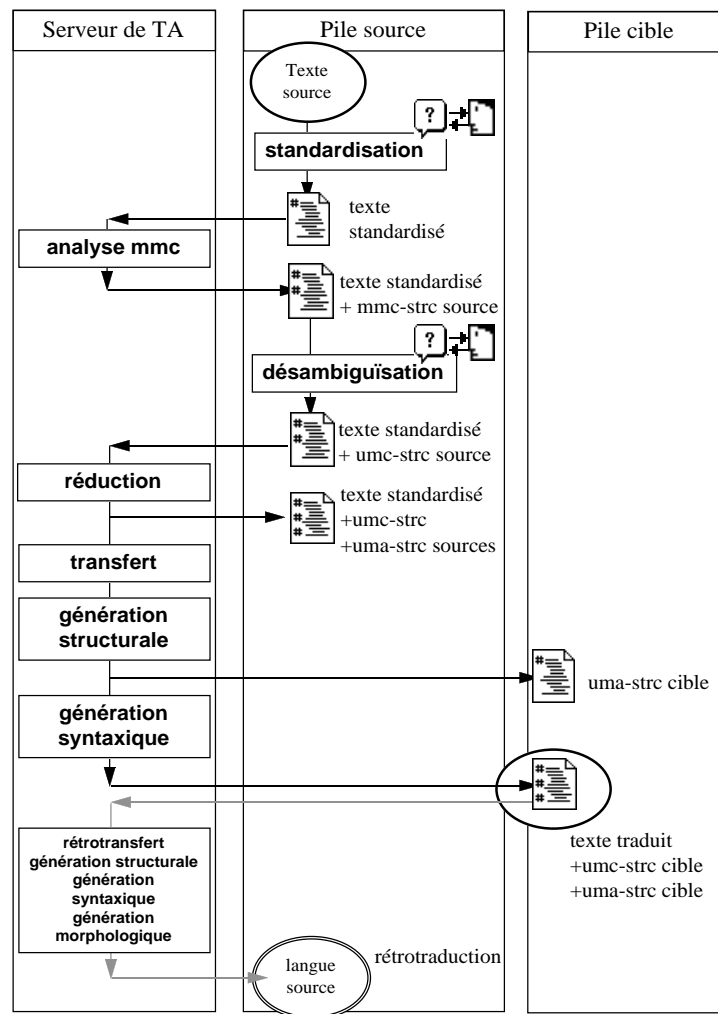 Serveur de TA
Pile source
Pile cible
Texte
source
?
standardisation
#
texte
standardisé
analyse mmc
#
#
texte standardisé
+ mmc-strc source
?
désambiguïsation
#
#
texte standardisé
+ umc-strc source
réduction
#
#
#
texte standardisé
+umc-strc
+uma-strc sources
transfert
génération
structurale
#
uma-strc cible
génération
syntaxique
#
#
#
texte traduit
+umc-strc cible
+uma-strc cible
rétrotransfert
génération structurale
génération
syntaxique
génération
morphologique
langue
source
rétrotraduction